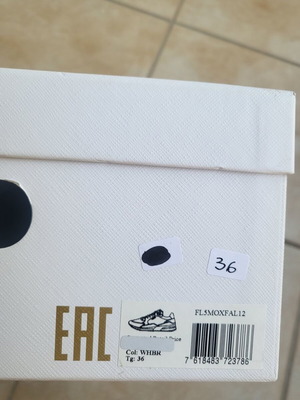 36
EAC
FL5MOXFAL12
Col: WHBR
Tg: 36
7 618483 723786